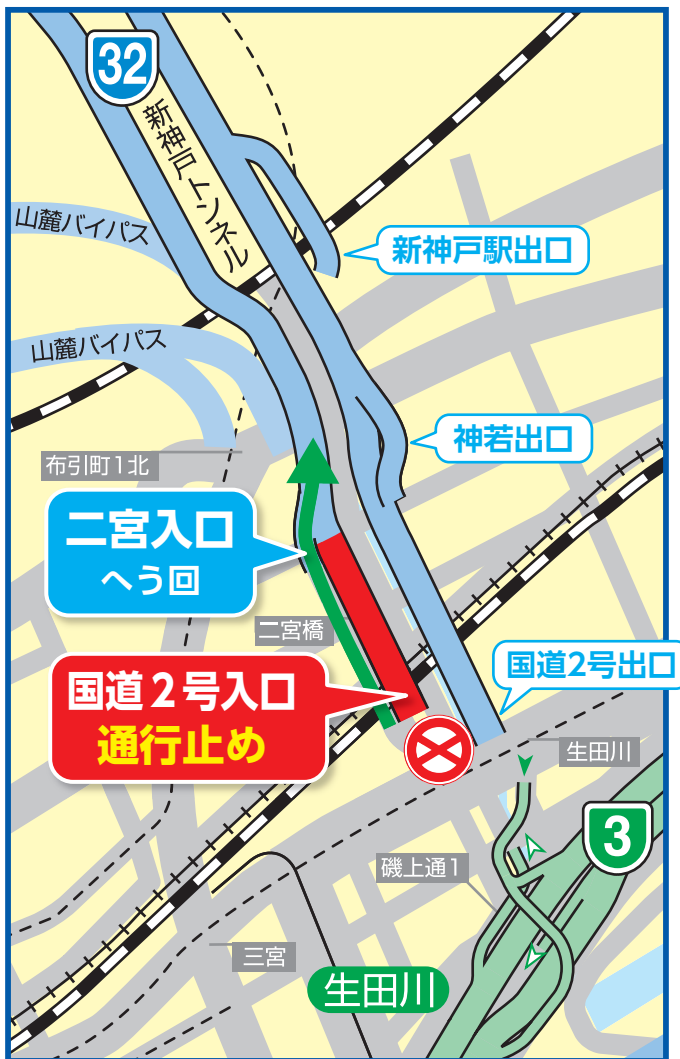 32
新神戸トンネル
山麓バイパス
新神戸駅出口
山麓バイパス
神若出口
布引町1北
二宮入口
へう回
二宮橋
国道2号出口
国道２号入口
通行止め
生田川
3
磯上通1
三宮
生田川